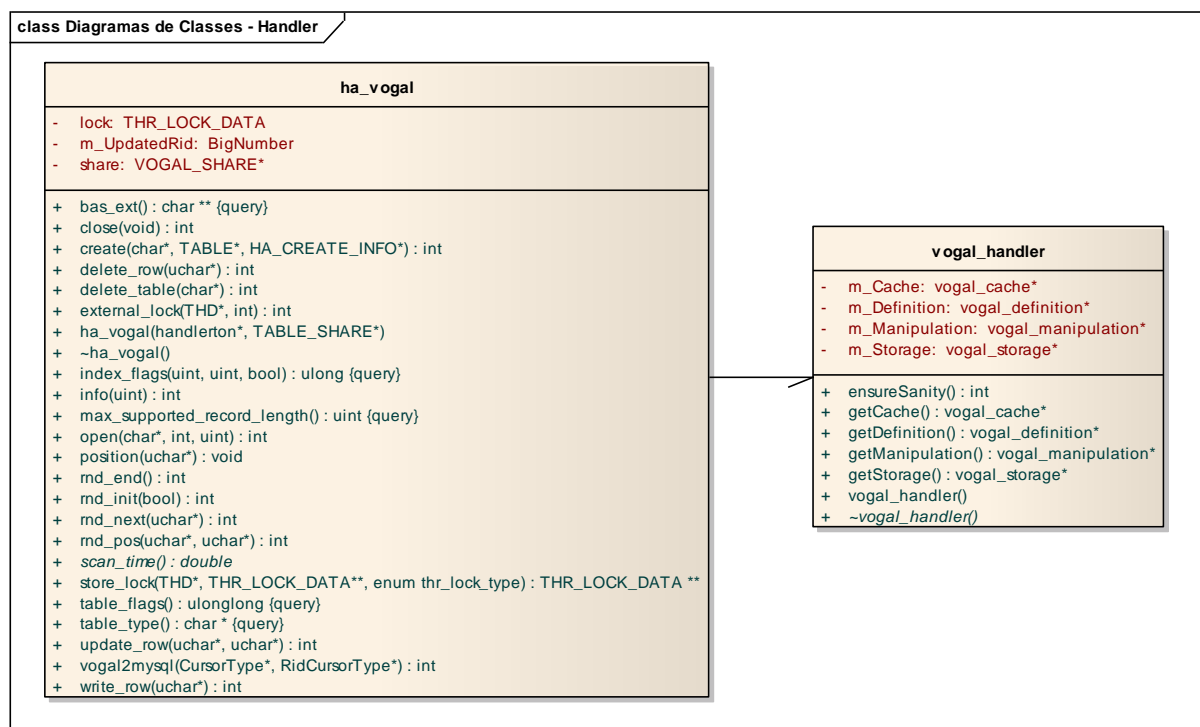 class Diagramas de Classes - Handler
ha_vogal
- lock: THR_LOCK_DATA
- m_UpdatedRid: BigNumber
- share: VOGAL_SHARE*
+ bas_ext() : char ** {query}
+ close(void) : int
+ create(char*, TABLE*, HA_CREATE_INFO*) : int
+ delete_row(uchar*) : int
+ delete_table(char*) : int
+ external_lock(THD*, int) : int
+ ha_vogal(handlerton*, TABLE_SHARE*)
+ ~ha_vogal()
+ index_flags(uint, uint, bool) : ulong {query}
+ info(uint) : int
+ max_supported_record_length() : uint {query}
+ open(char*, int, uint) : int
+ position(uchar*) : void
+ rnd_end() : int
+ rnd_init(bool) : int
+ rnd_next(uchar*) : int
+ rnd_pos(uchar*, uchar*) : int
+ scan_time() : double
+ store_lock(THD*, THR_LOCK_DATA**, enum thr_lock_type) : THR_LOCK_DATA **
+ table_flags() : ulonglong {query}
+ table_type() : char * {query}
+ update_row(uchar*, uchar*) : int
+ vogal2mysql(CursorType*, RidCursorType*) : int
+ write_row(uchar*) : int
vogal_handler
- m_Cache: vogal_cache*
- m_Definition: vogal_definition*
- m_Manipulation: vogal_manipulation*
- m_Storage: vogal_storage*
+ ensureSanity() : int
+ getCache() : vogal_cache*
+ getDefinition() : vogal_definition*
+ getManipulation() : vogal_manipulation*
+ getStorage() : vogal_storage*
+ vogal_handler()
+ ~vogal_handler()